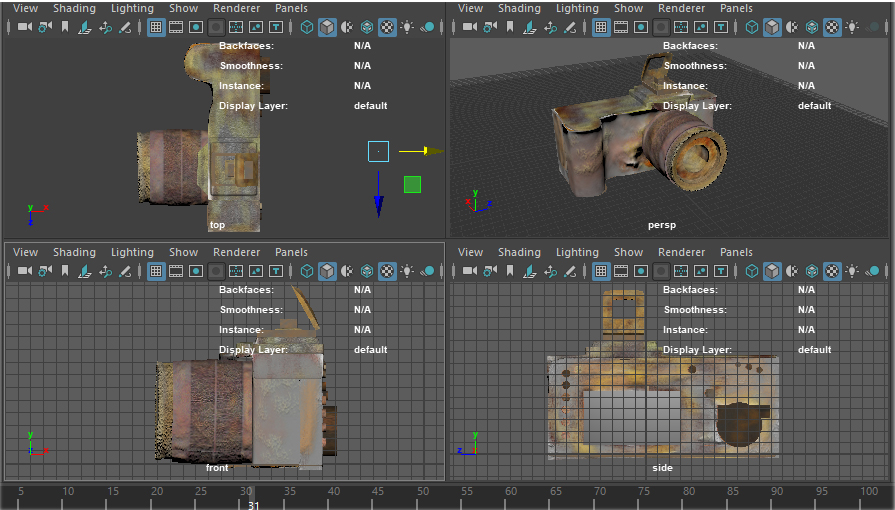 View Shading Lighting Show Renderer Panels
Backfaces: N/A
Smoothness: N/A
Instance: N/A
Display Layer: default
y
x
z
top
View Shading Lighting Show Renderer Panels
Backfaces: N/A
Smoothness: N/A
Instance: N/A
Display Layer: default
y
x
z
persp
View Shading Lighting Show Renderer Panels
Backfaces: N/A
Smoothness: N/A
Instance: N/A
Display Layer: default
y
x
front
View Shading Lighting Show Renderer Panels
Backfaces: N/A
Smoothness: N/A
Instance: N/A
Display Layer: default
y
z
side
5 10 15 20 25 30 35 40 45 50 55 60 65 70 75 80 85 90 95 100
31